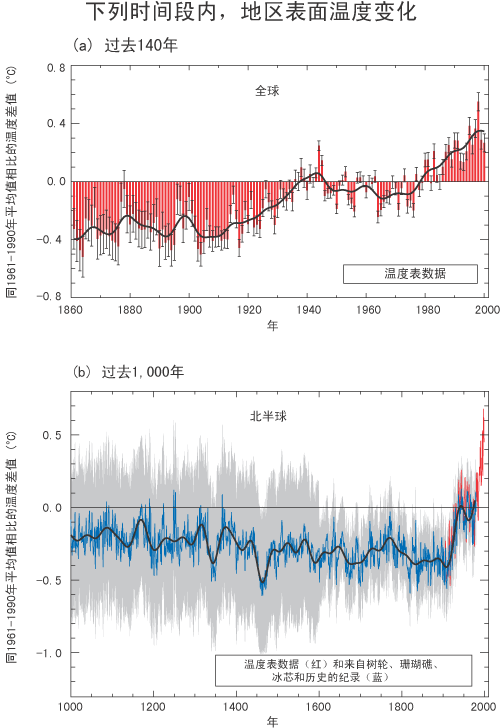 下列时间段内，地区表面温度变化
(a) 过去140年
同1961-1990年平均值相比的温度差值 (°C)
全球
0.8
0.4
0.0
-0.4
-0.8
温度表数据
1860 1880 1900 1920 1940 1960 1980 2000
年
(b) 过去1,000年
同1961-1990年平均值相比的温度差值 (°C)
北半球
0.5
0.0
-0.5
-1.0
温度表数据（红）和来自树轮、珊瑚礁、
冰芯和历史的纪录（蓝）
1000 1200 1400 1600 1800 2000
年